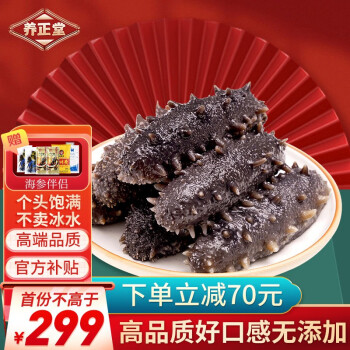 养正堂
赠
海参伴侣
个头饱满
不卖冰水
高端品质
官方补贴
首份不高于
¥299
下单立减70元
高品质好口感无添加